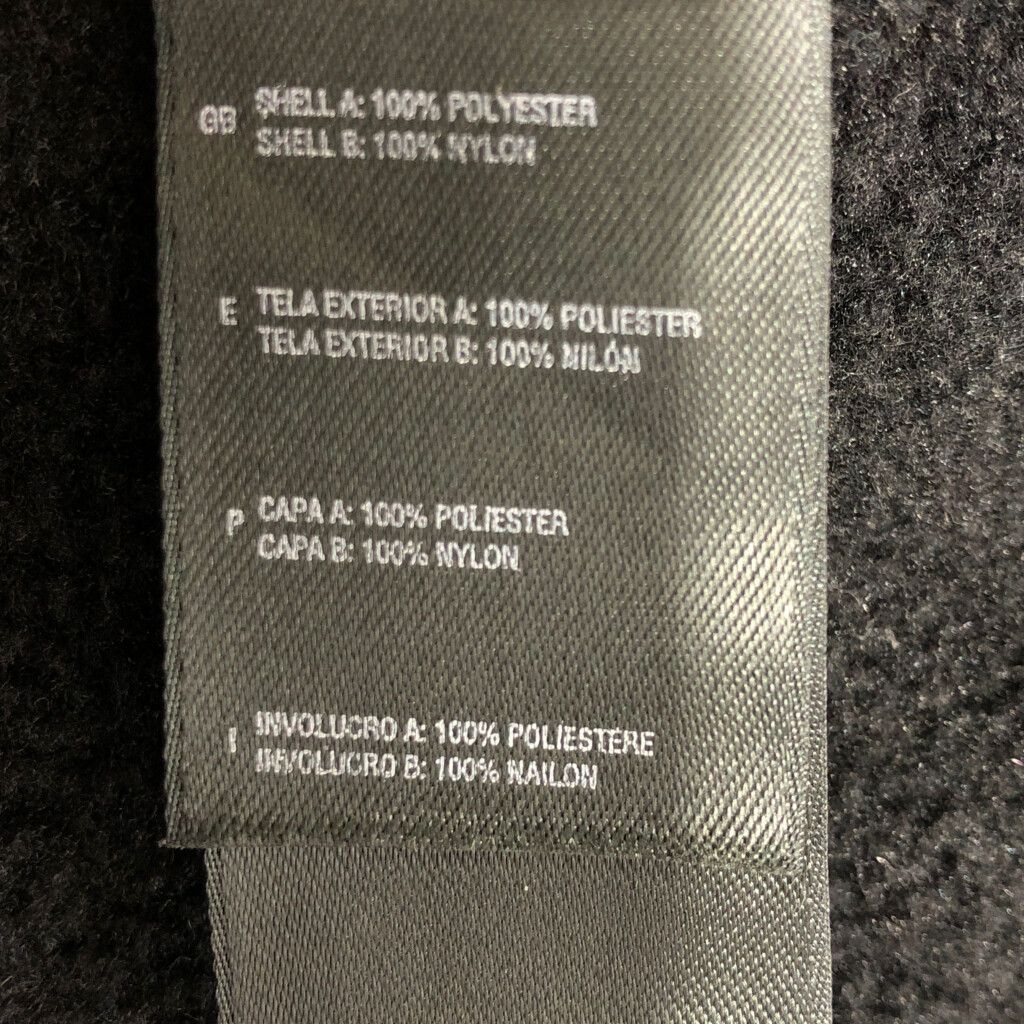 GB SHELL A: 100% POLYESTER
SHELL B: 100% NYLON
E TELA EXTERIOR A: 100% POLIESTER
TELA EXTERIOR B: 100% NILÓN
P CAPA A: 100% POLIESTER
CAPA B: 100% NYLON
I INVOLUCRO A: 100% POLIESTERE
INVOLUCRO B: 100% NAILON